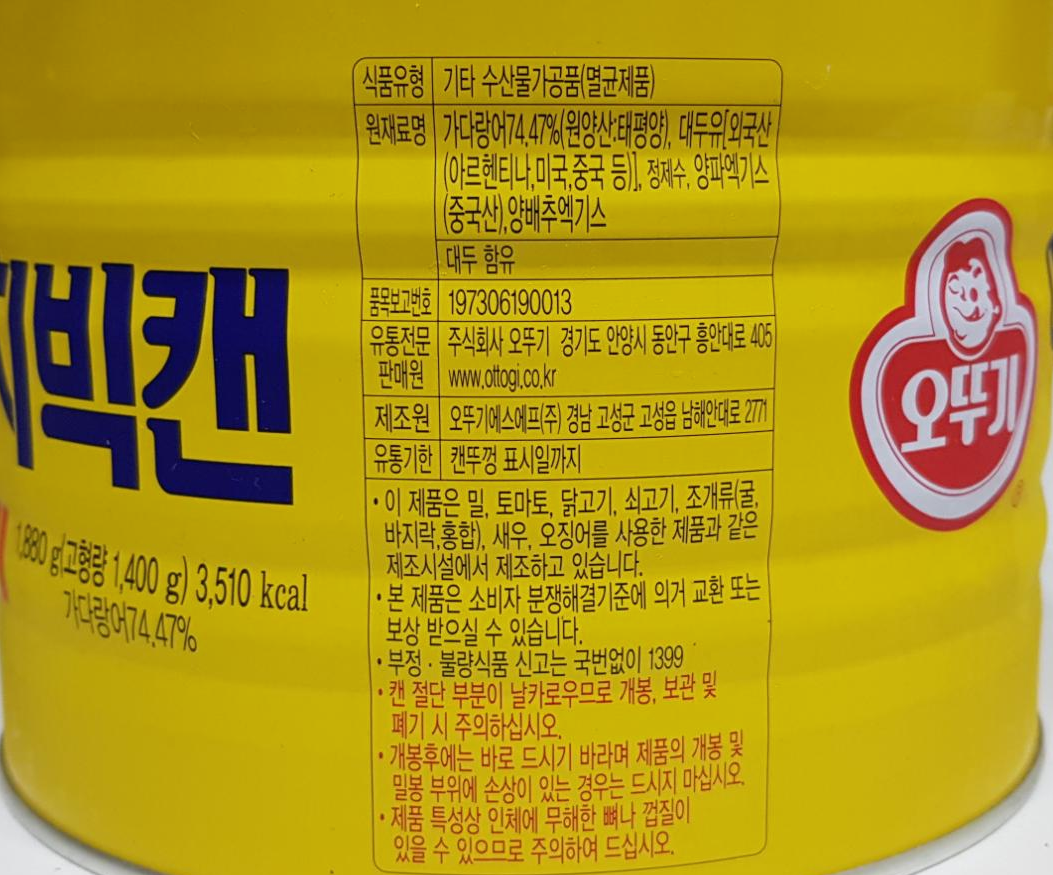 식품유형 기타 수산물가공품(멸균제품)
원재료명 가다랑어74.47%(원양산:태평양), 대두유[외국산
(아르헨티나,미국,중국 등)], 정제수, 양파엑기스
(중국산),양배추엑기스
대두 함유
품목보고번호 197306190013
유통전문 주식회사 오뚜기 경기도 안양시 동안구 흥안대로 405
판매원 www.ottogi.co.kr
제조원 오뚜기에스에프(주) 경남 고성군 고성읍 남해안대로 2771
유통기한 캔뚜껑 표시일까지
• 이 제품은 밀, 토마토, 닭고기, 쇠고기, 조개류(굴,
바지락,홍합), 새우, 오징어를 사용한 제품과 같은
제조시설에서 제조하고 있습니다.
• 본 제품은 소비자 분쟁해결기준에 의거 교환 또는
보상 받으실 수 있습니다.
• 부정 · 불량식품 신고는 국번없이 1399
• 캔 절단 부분이 날카로우므로 개봉, 보관 및
폐기 시 주의하십시오.
• 개봉후에는 바로 드시기 바라며 제품의 개봉 및
밀봉 부위에 손상이 있는 경우는 드시지 마십시오.
• 제품 특성상 인체에 무해한 뼈나 껍질이
있을 수 있으므로 주의하여 드십시오.
빅캔
1,880 g(고형량 1,400 g) 3,510 kcal
가다랑어74.47%
오뚜기
®